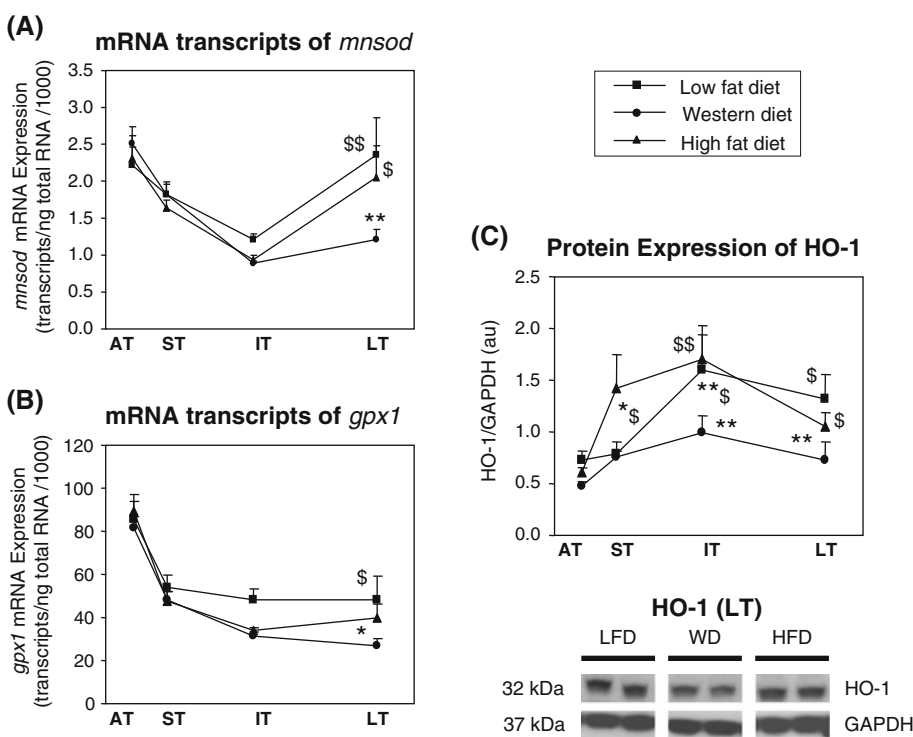 (A)
mRNA transcripts of mnsod
mnsod mRNA Expression
(transcripts/ng total RNA /1000)
3.5
3.0
2.5
2.0
1.5
1.0
0.5
0.0
$$
$
**
AT ST IT LT
Low fat diet
Western diet
High fat diet
(B)
mRNA transcripts of gpx1
gpx1 mRNA Expression
(transcripts/ng total RNA /1000)
120
100
80
60
40
20
0
$
*
AT ST IT LT
(C)
Protein Expression of HO-1
HO-1/GAPDH (au)
2.5
2.0
1.5
1.0
0.5
0.0
$$
*$
**$
**
$
$
**
AT ST IT LT
HO-1 (LT)
LFD WD HFD
32 kDa HO-1
37 kDa GAPDH